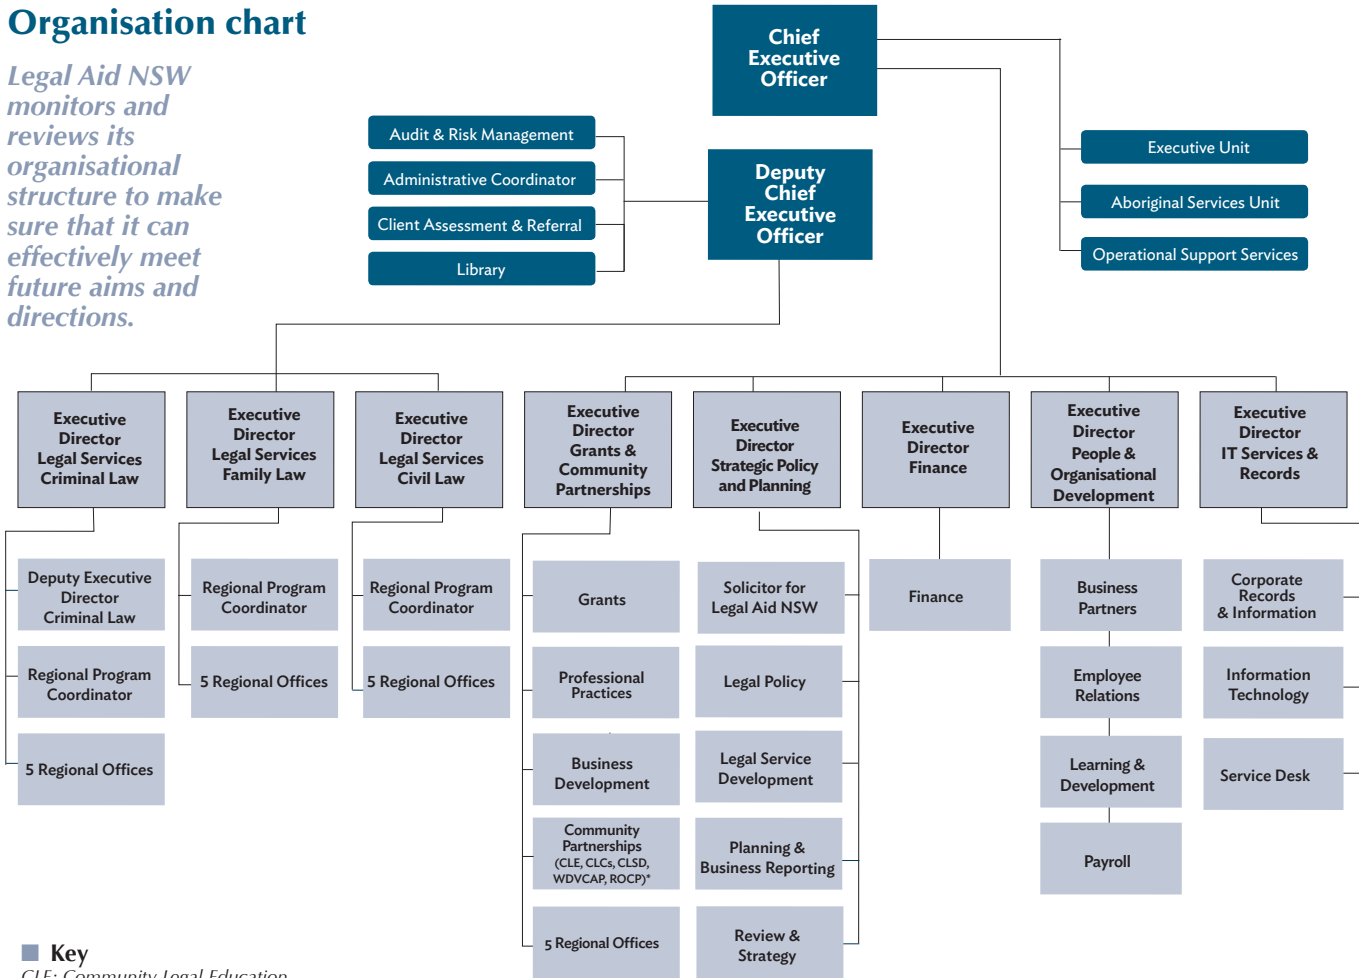 Organisation chart
Legal Aid NSW
monitors and
reviews its
organisational
structure to make
sure that it can
effectively meet
future aims and
directions.
Chief
Executive
Officer
Audit & Risk Management
Administrative Coordinator
Client Assessment & Referral
Library
Deputy
Chief
Executive
Officer
Executive Unit
Aboriginal Services Unit
Operational Support Services
Executive
Director
Legal Services
Criminal Law
Executive
Director
Legal Services
Family Law
Executive
Director
Legal Services
Civil Law
Executive
Director
Grants &
Community
Partnerships
Executive
Director
Strategic Policy
and Planning
Executive
Director
Finance
Executive
Director
People &
Organisational
Development
Executive
Director
IT Services &
Records
Deputy Executive
Director
Criminal Law
Regional Program
Coordinator
5 Regional Offices
Regional Program
Coordinator
5 Regional Offices
Regional Program
Coordinator
5 Regional Offices
Grants
Professional
Practices
Business
Development
Community
Partnerships
(CLE, CLCs, CLSD,
WDVCAP, ROCP)*
5 Regional Offices
Solicitor for
Legal Aid NSW
Legal Policy
Legal Service
Development
Planning &
Business Reporting
Review &
Strategy
Finance
Business
Partners
Employee
Relations
Learning &
Development
Payroll
Corporate
Records
& Information
Information
Technology
Service Desk
Key
CLE: Community Legal Education